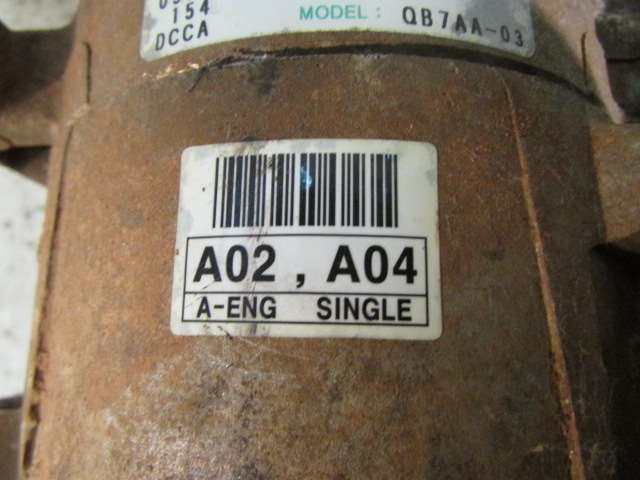 154
DCCA
MODEL: QB7AA-03
A02, A04
A-ENG SINGLE